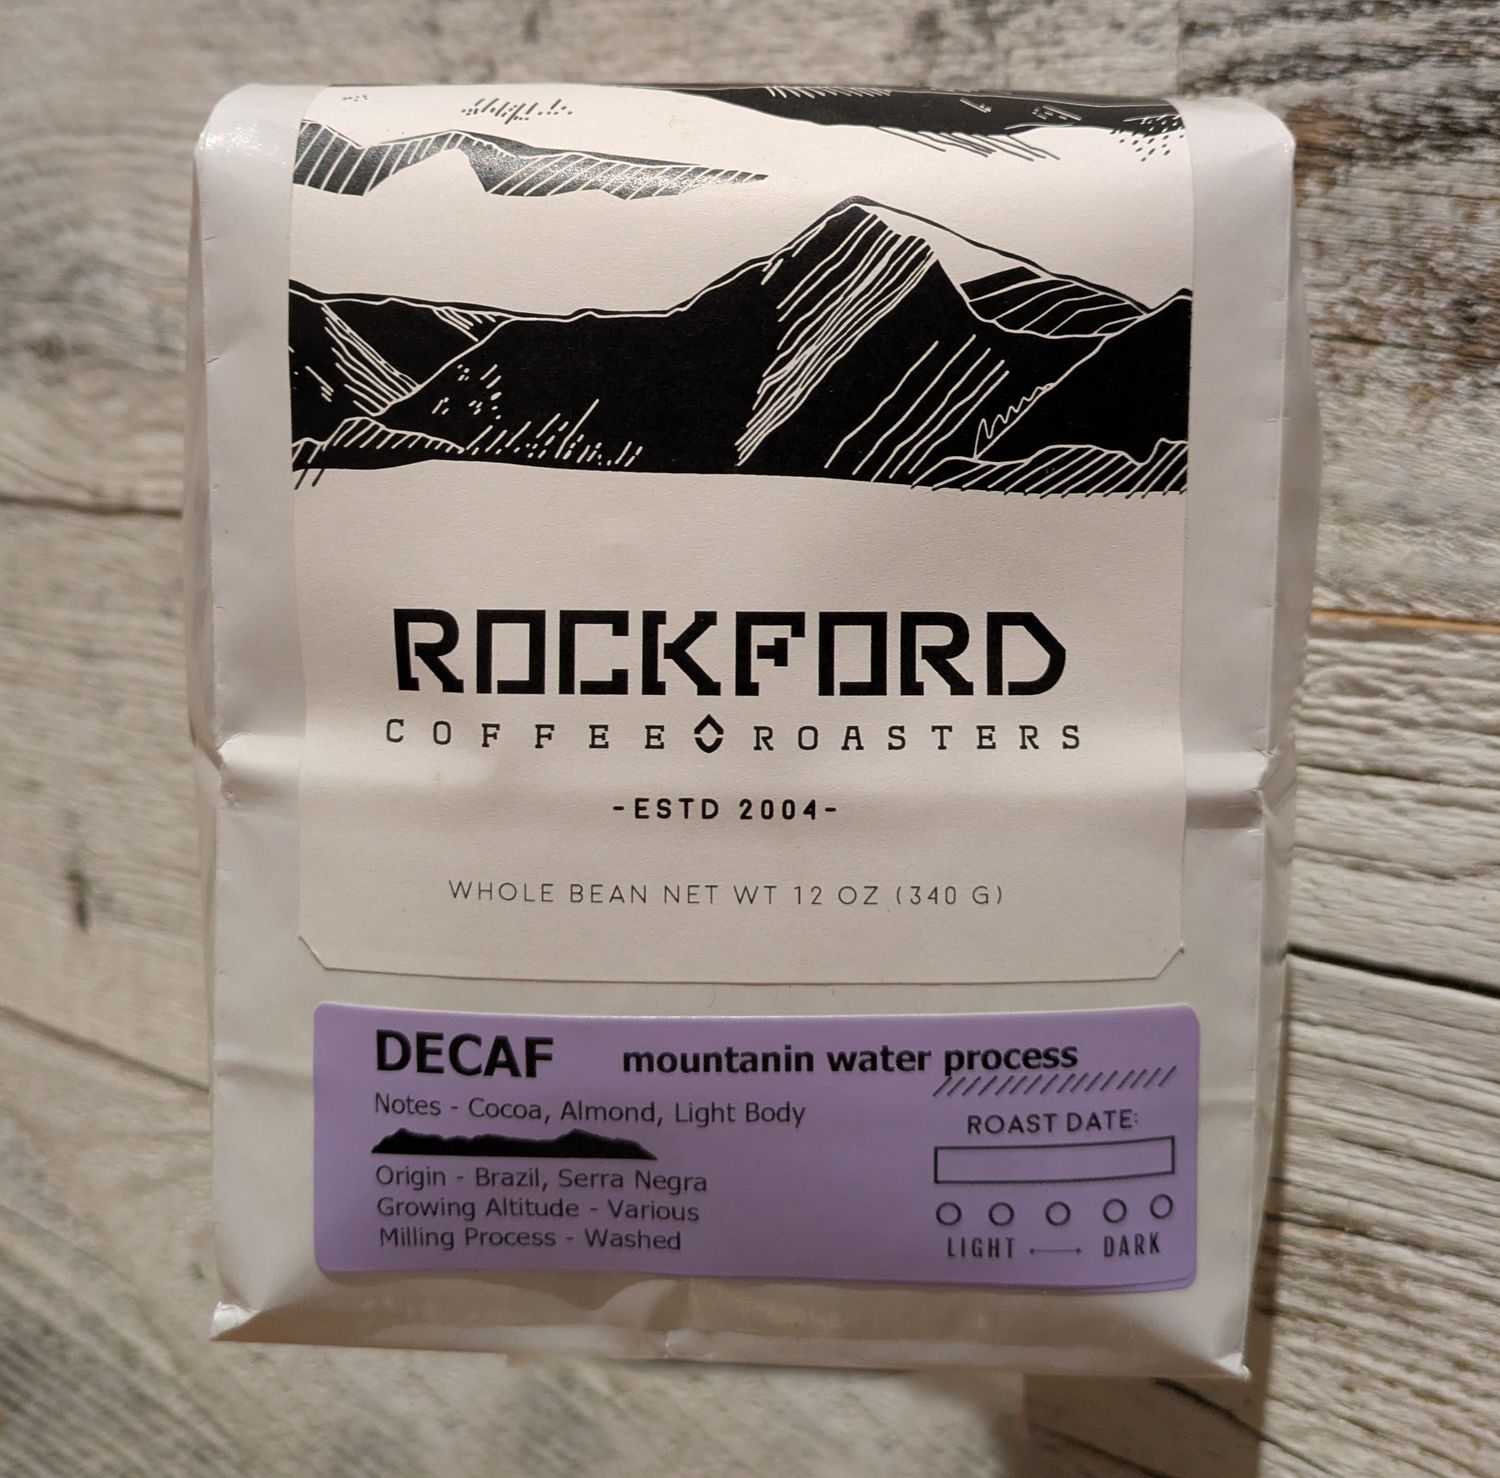 ROCKFORD
COFFEE ROASTERS
-ESTD 2004-
WHOLE BEAN NET WT 12 OZ (340 G)
DECAF mountanin water process
Notes - Cocoa, Almond, Light Body
ROAST DATE:
Origin - Brazil, Serra Negra
Growing Altitude - Various
Milling Process - Washed
LIGHT DARK